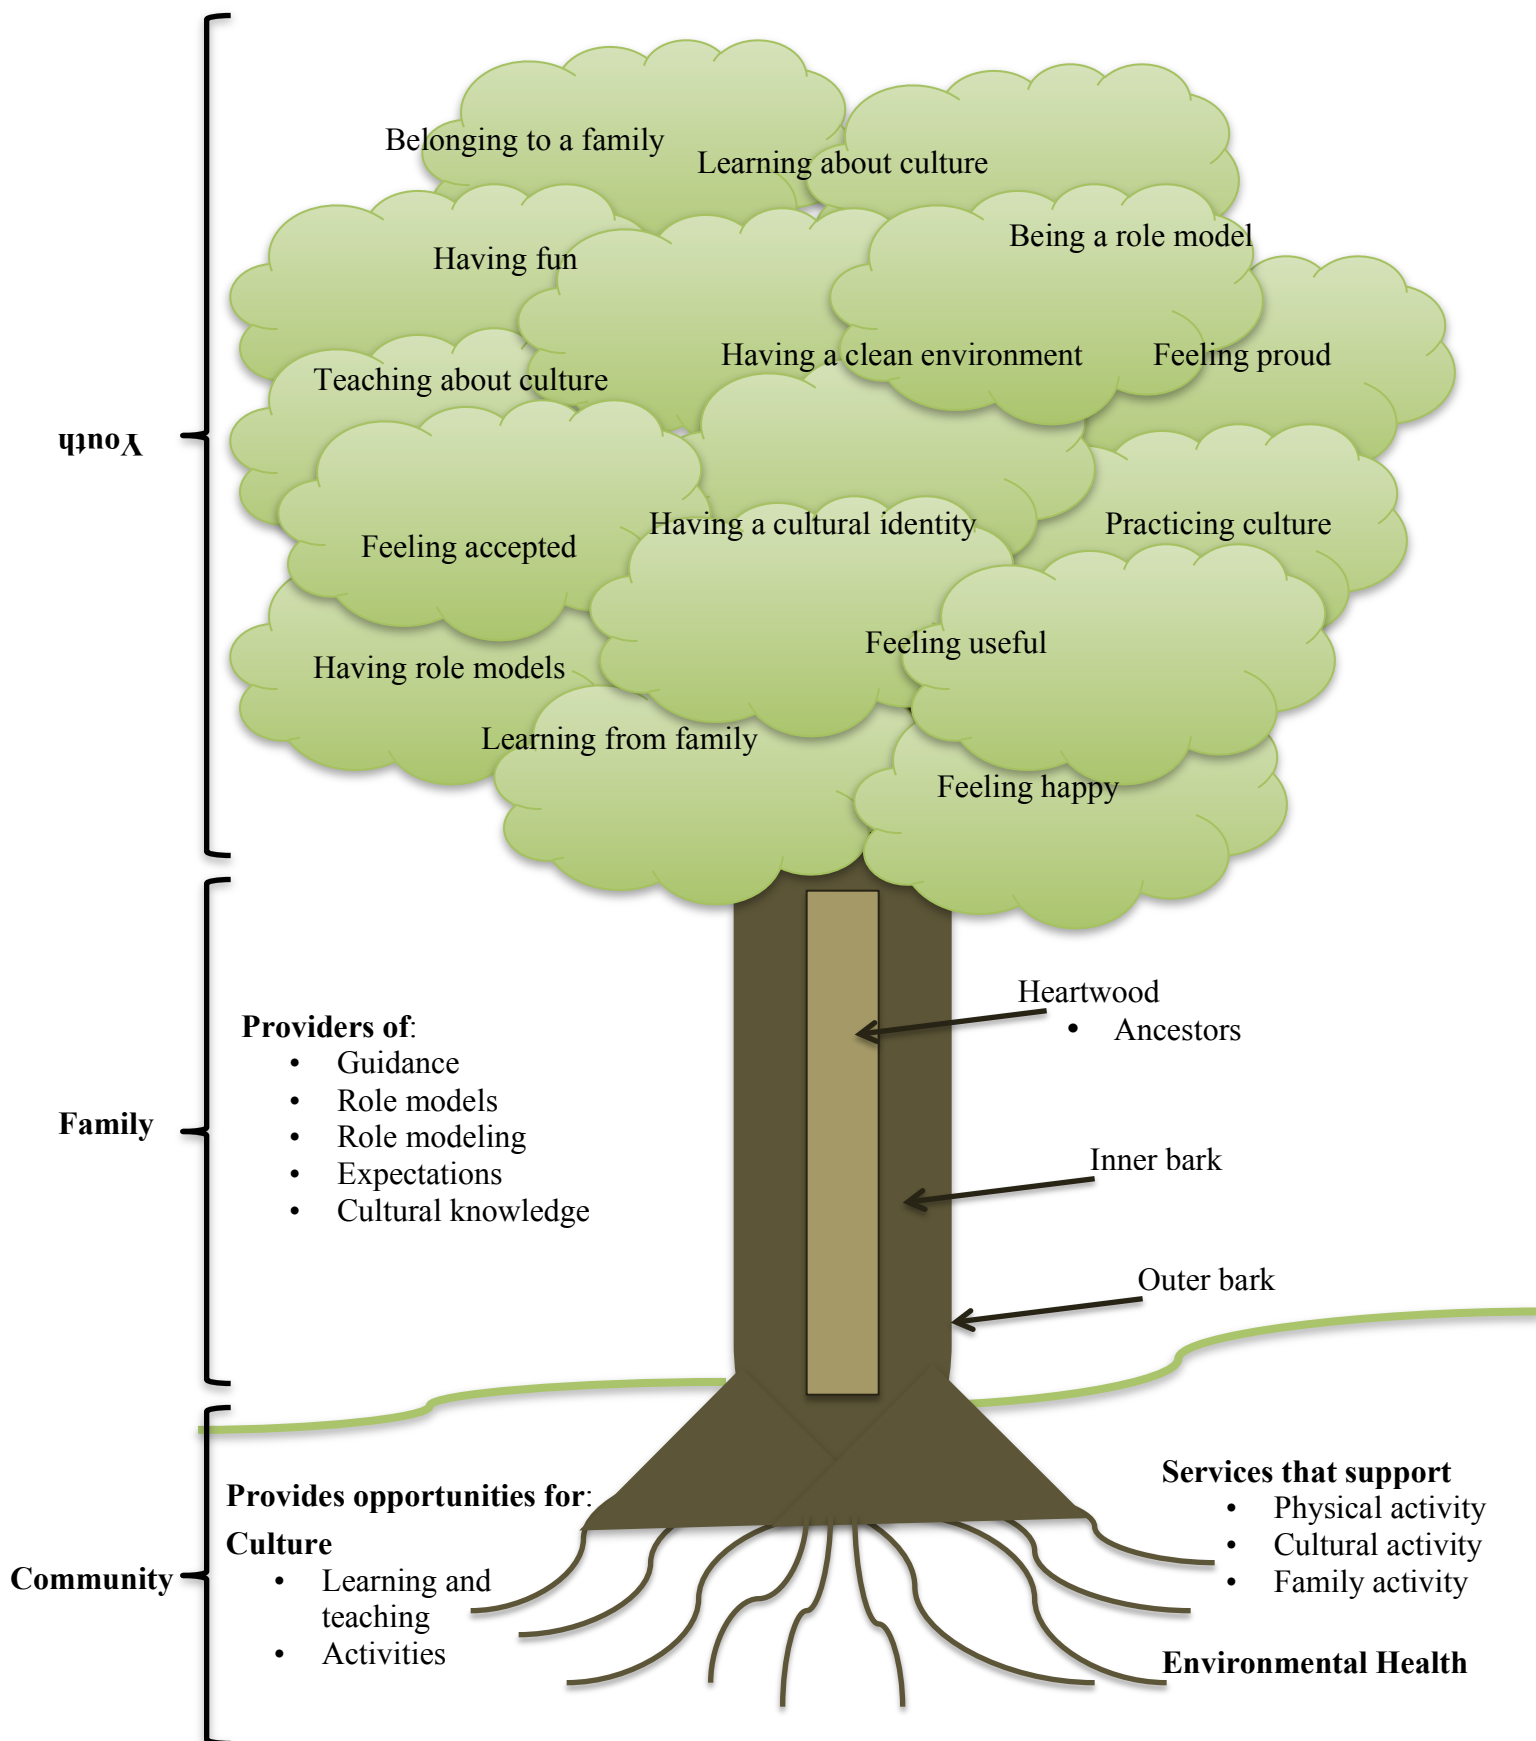 Belonging to a family
Learning about culture
Being a role model
Having fun
Having a clean environment
Feeling proud
Teaching about culture
Youth
Having a cultural identity
Practicing culture
Feeling accepted
Feeling useful
Having role models
Learning from family
Feeling happy
Heartwood
• Ancestors
Providers of:
• Guidance
• Role models
• Role modeling
• Expectations
• Cultural knowledge
Family
Inner bark
Outer bark
Provides opportunities for:
Culture
• Learning and
teaching
• Activities
Community
Services that support
• Physical activity
• Cultural activity
• Family activity
Environmental Health